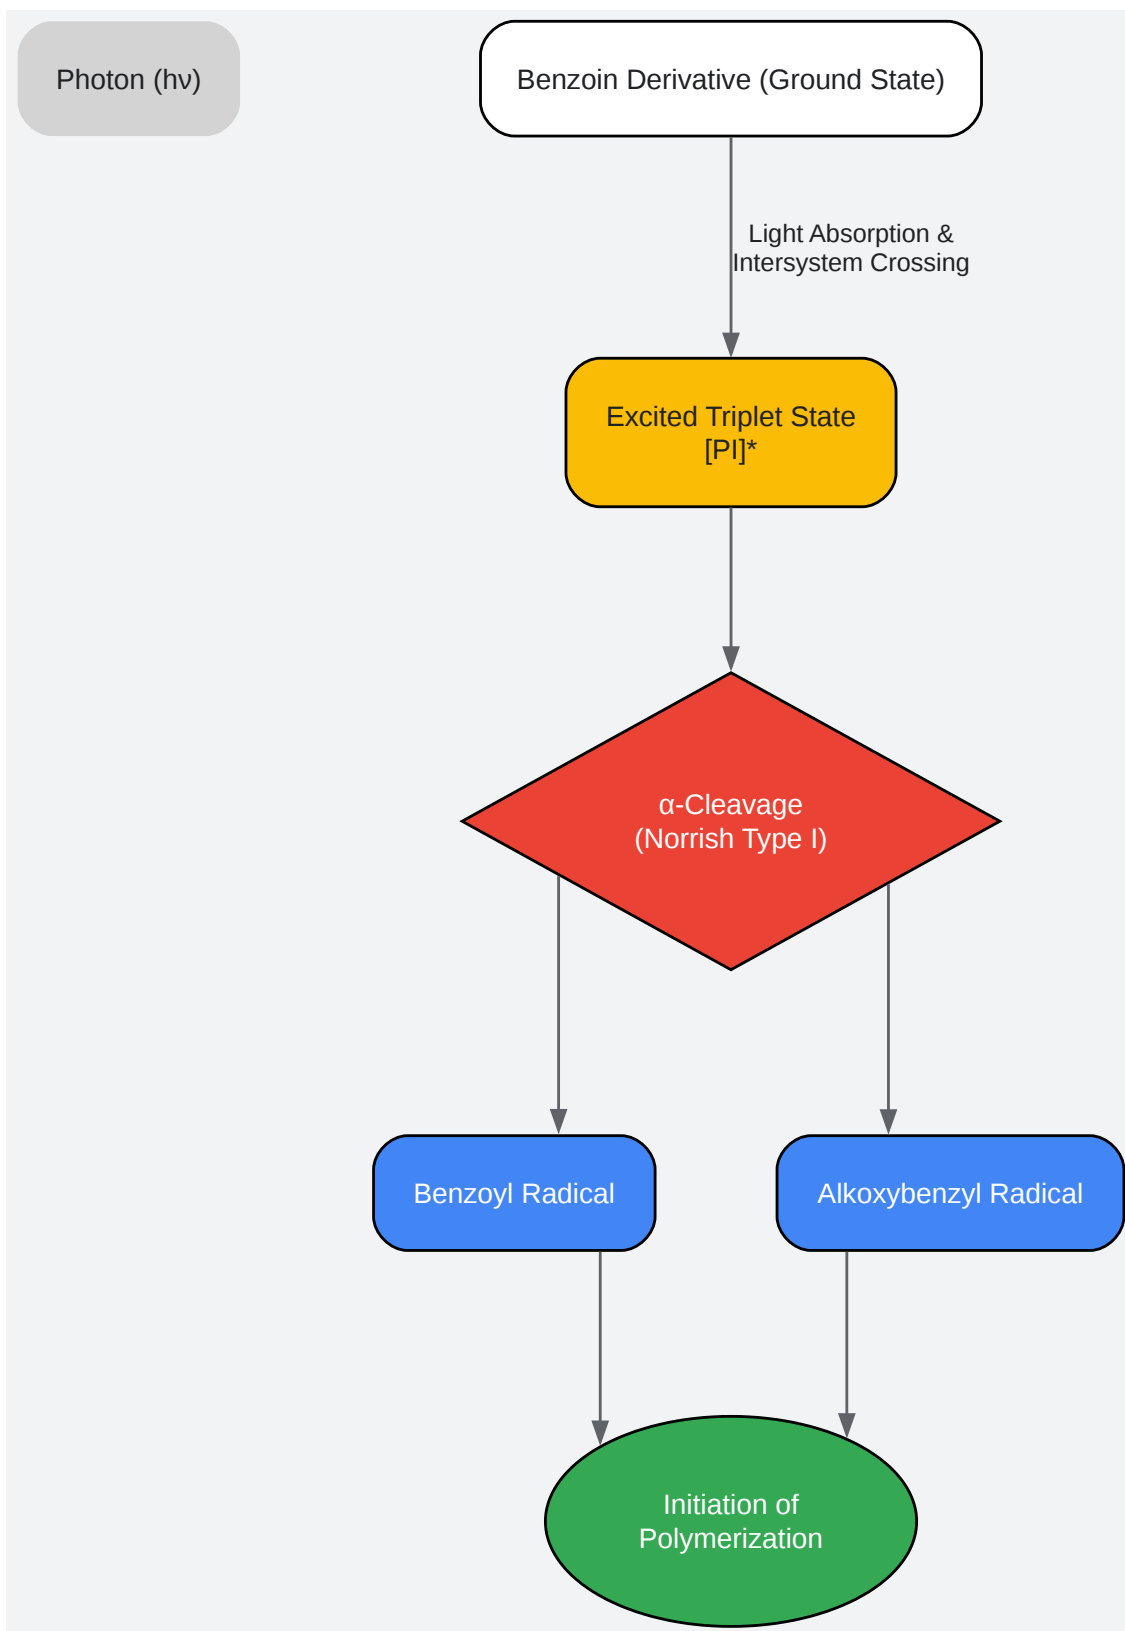 Photon (hν)
Benzoin Derivative (Ground State)
Light Absorption &
Intersystem Crossing
Excited Triplet State
[PI]*
α-Cleavage
(Norrish Type I)
Benzoyl Radical
Alkoxybenzyl Radical
Initiation of
Polymerization